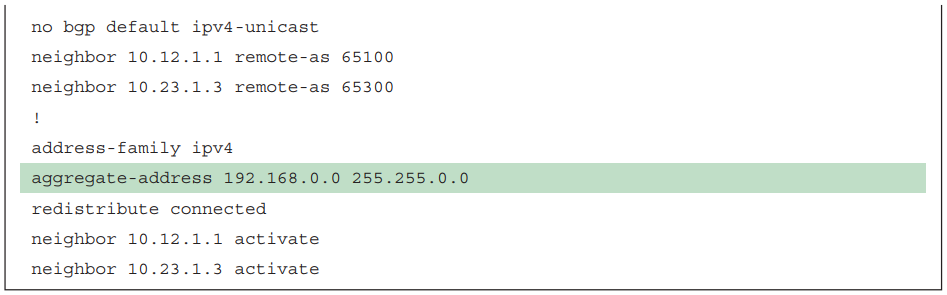 no bgp default ipv4-unicast
neighbor 10.12.1.1 remote-as 65100
neighbor 10.23.1.3 remote-as 65300
!
address-family ipv4
aggregate-address 192.168.0.0 255.255.0.0
redistribute connected
neighbor 10.12.1.1 activate
neighbor 10.23.1.3 activate